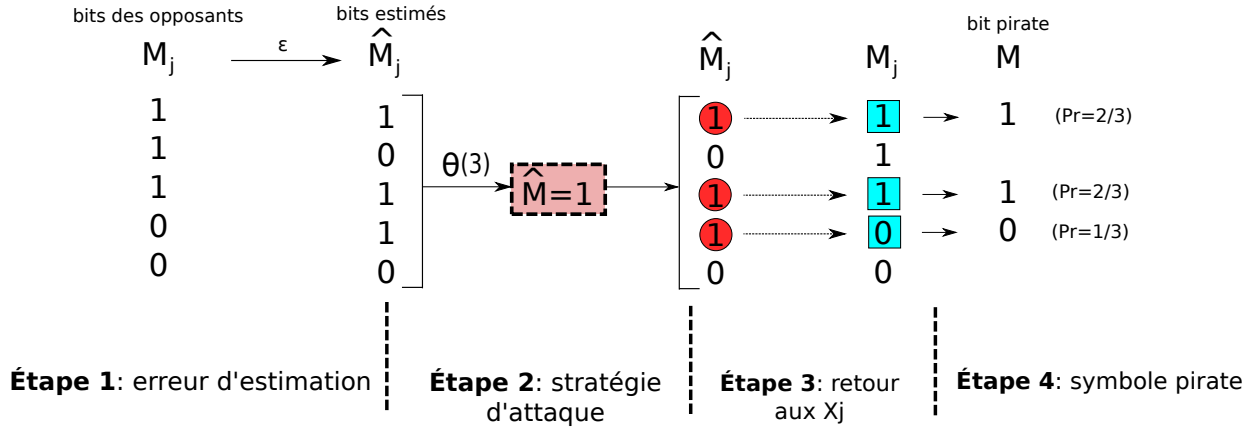 bits des opposants
bits estimés
bit pirate
M_j
ε
M̂_j
M̂_j
M_j
M
1 1 1 1 1 (Pr=2/3)
1 0 0 1
θ(3)
1 1 M̂=1 1 1 1 (Pr=2/3)
0 1 1 0 0 (Pr=1/3)
0 0 0 0
Étape 1: erreur d'estimation
Étape 2: stratégie
d'attaque
Étape 3: retour
aux Xj
Étape 4: symbole pirate